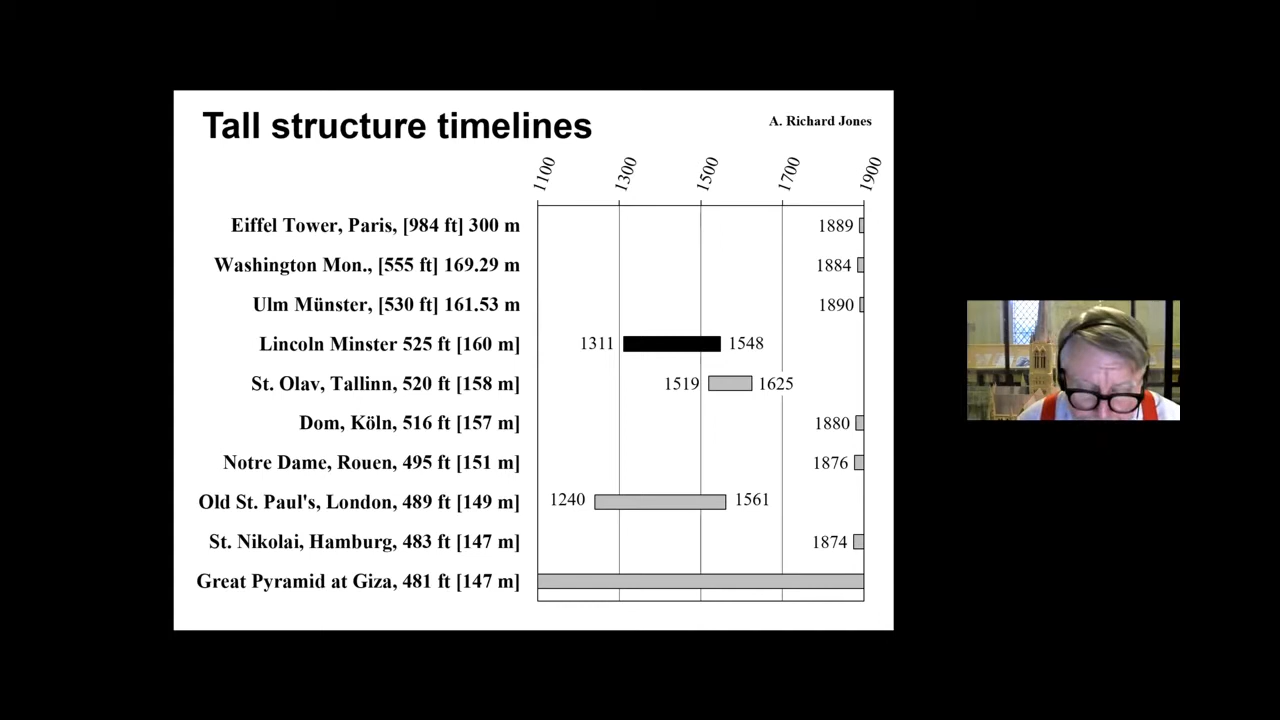 Tall structure timelines
A. Richard Jones
1100 1300 1500 1700 1900
Eiffel Tower, Paris, [984 ft] 300 m 1889
Washington Mon., [555 ft] 169.29 m 1884
Ulm Münster, [530 ft] 161.53 m 1890
Lincoln Minster 525 ft [160 m] 1311 1548
St. Olav, Tallinn, 520 ft [158 m] 1519 1625
Dom, Köln, 516 ft [157 m] 1880
Notre Dame, Rouen, 495 ft [151 m] 1876
Old St. Paul's, London, 489 ft [149 m] 1240 1561
St. Nikolai, Hamburg, 483 ft [147 m] 1874
Great Pyramid at Giza, 481 ft [147 m]